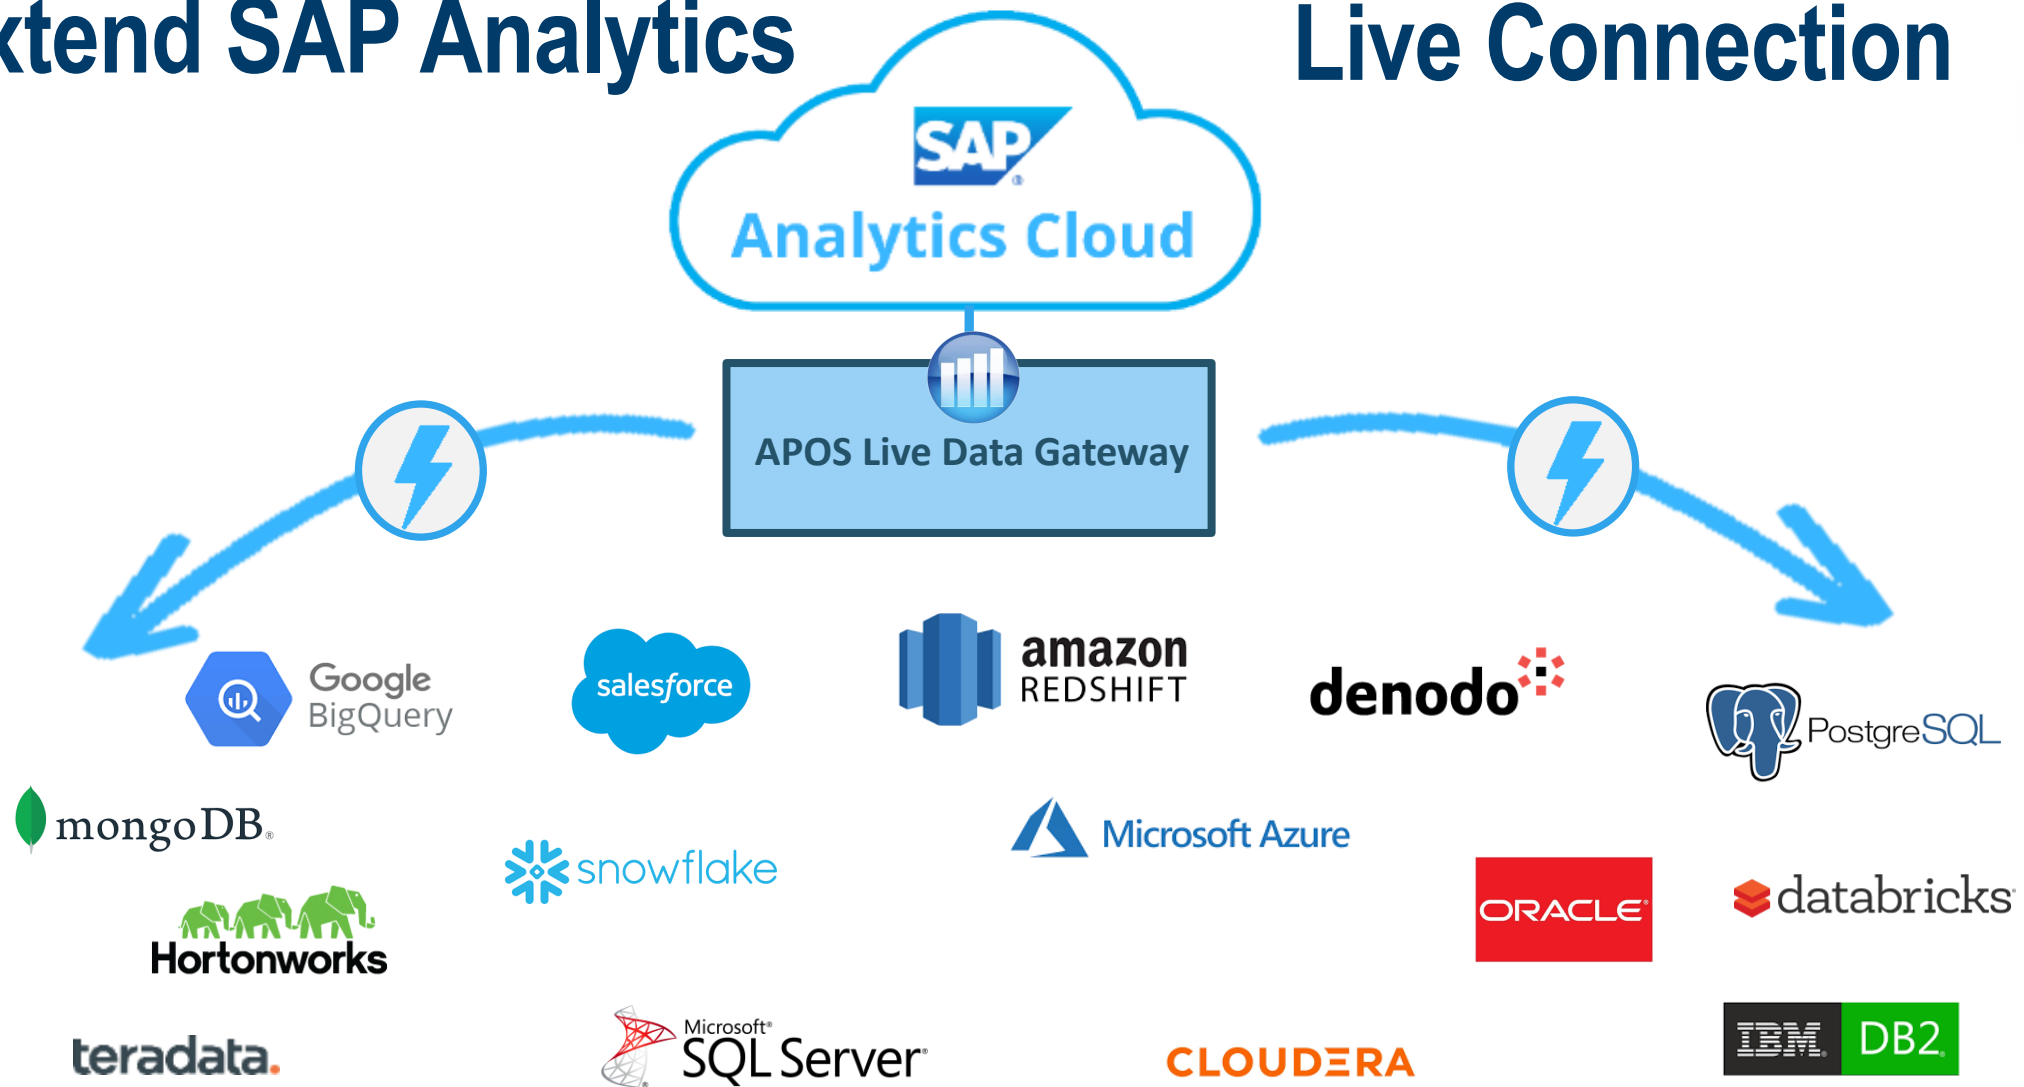 xtend SAP Analytics
Live Connection
SAP®
Analytics Cloud
APOS Live Data Gateway
Google
BigQuery
salesforce
amazon
REDSHIFT
denodo
PostgreSQL
mongoDB®
snowflake
Microsoft Azure
ORACLE®
databricks
Hortonworks
teradata.
Microsoft®
SQL Server®
CLOUDERA
IBM® DB2®